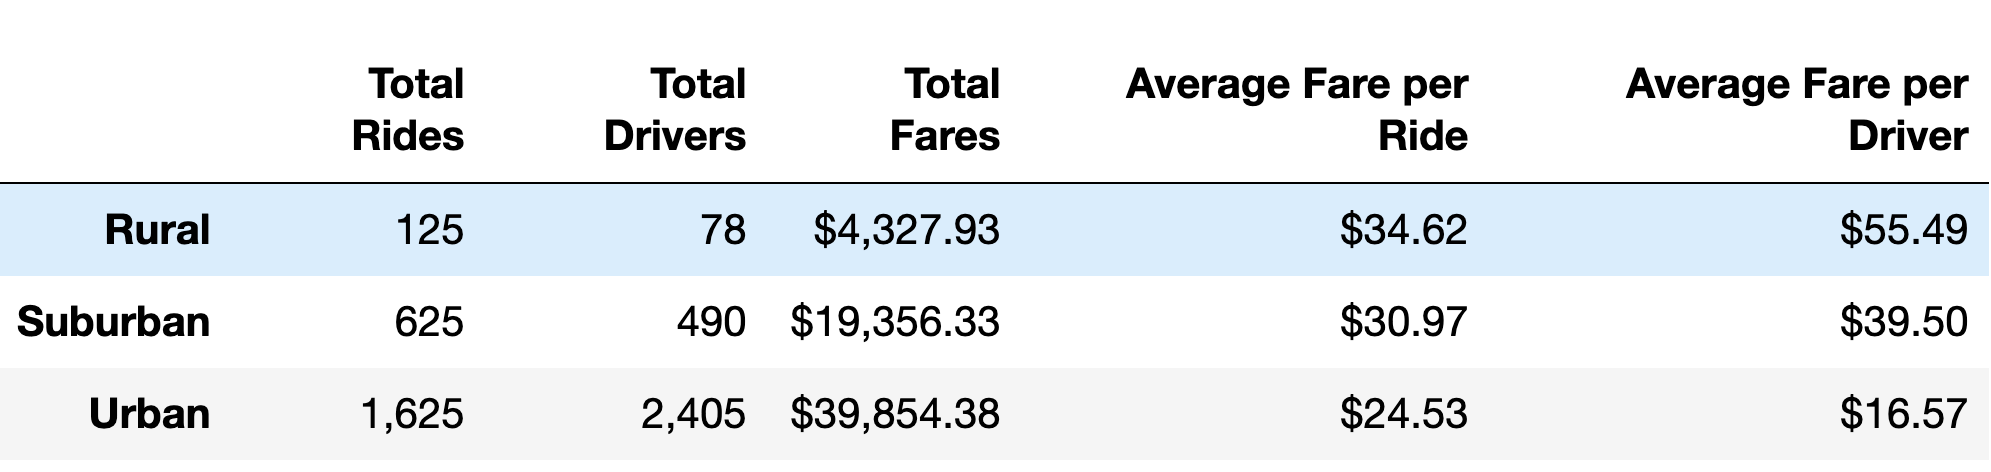 Total Rides Total Drivers Total Fares Average Fare per Ride Average Fare per Driver
Rural 125 78 $4,327.93 $34.62 $55.49
Suburban 625 490 $19,356.33 $30.97 $39.50
Urban 1,625 2,405 $39,854.38 $24.53 $16.57